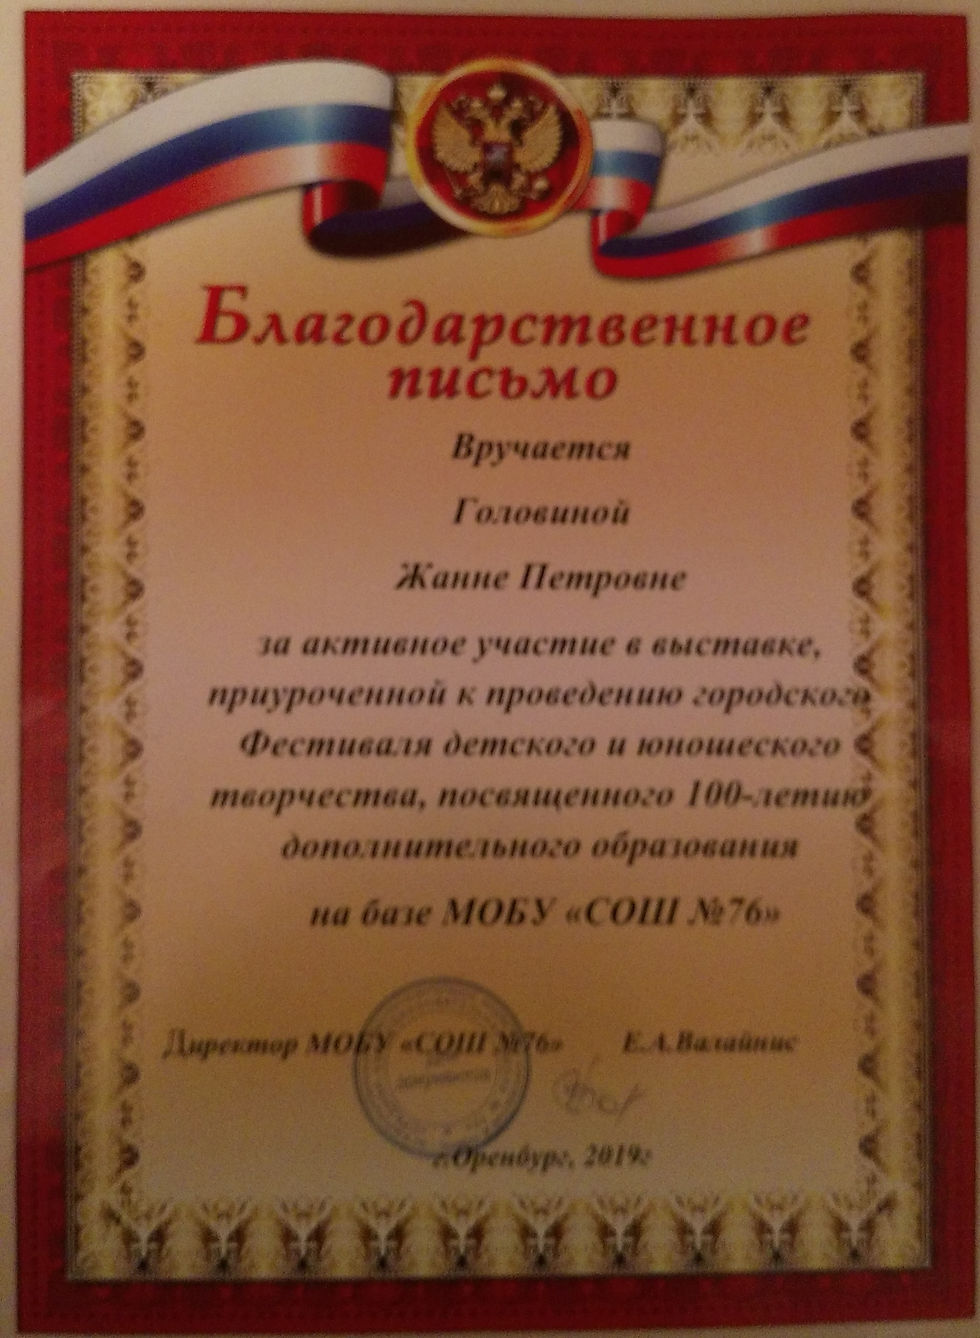 Благодарственное
письмо
Вручается
Головиной
Жанне Петровне
за активное участие в выставке,
приуроченной к проведению городского
Фестиваля детского и юношеского
творчества, посвященного 100-летию
дополнительного образования
на базе МОБУ «СОШ №76»
Директор МОБУ «СОШ №76» Е.А.Валайнис
документов
г.Оренбург, 2019г